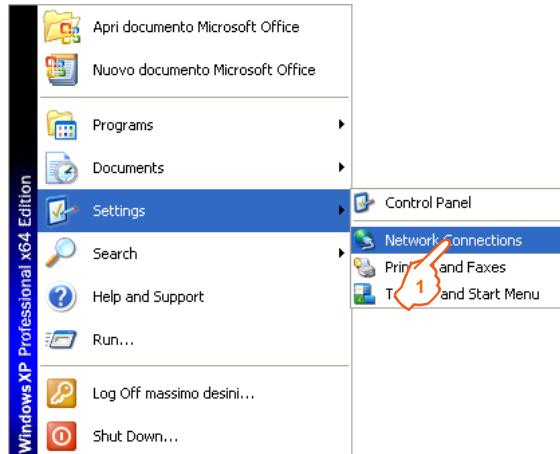 Apri documento Microsoft Office
Nuovo documento Microsoft Office
Programs
Documents
Settings
Search
Help and Support
Run...
Log Off massimo desini...
Shut Down...
Windows XP Professional x64 Edition
Control Panel
Network Connections
and Faxes
1
and Start Menu